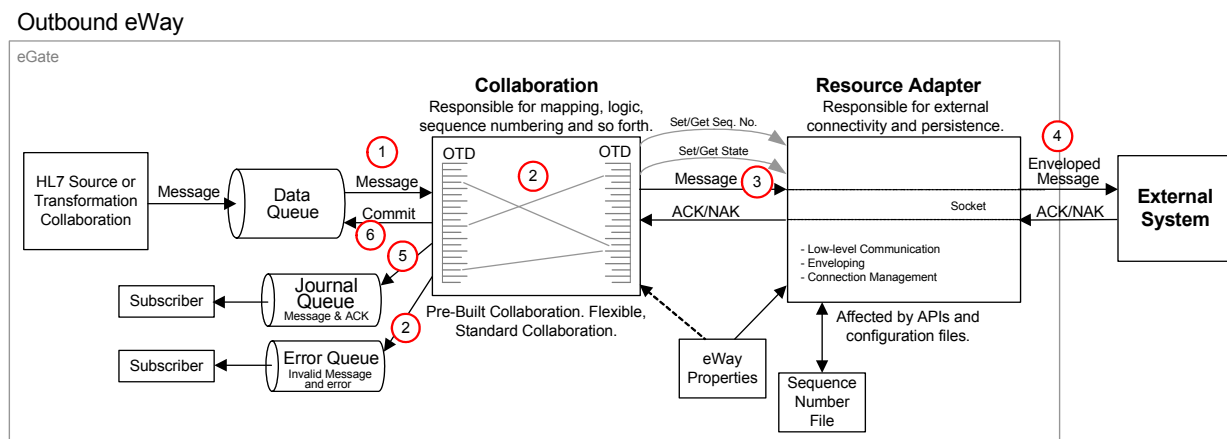 Outbound eWay
eGate
Collaboration
Responsible for mapping, logic,
sequence numbering and so forth.
Resource Adapter
Responsible for external
connectivity and persistence.
Set/Get Seq. No.
Set/Get State
HL7 Source or
Transformation
Collaboration
Message
Data
Queue
1
Message
Commit
6
5
OTD
OTD
2
Message
3
ACK/NAK
Socket
- Low-level Communication
- Enveloping
- Connection Management
4
Enveloped
Message
ACK/NAK
External
System
Subscriber
Journal
Queue
Message & ACK
2
Subscriber
Error Queue
Invalid Message
and error
Pre-Built Collaboration. Flexible,
Standard Collaboration.
eWay
Properties
Affected by APIs and
configuration files.
Sequence
Number
File